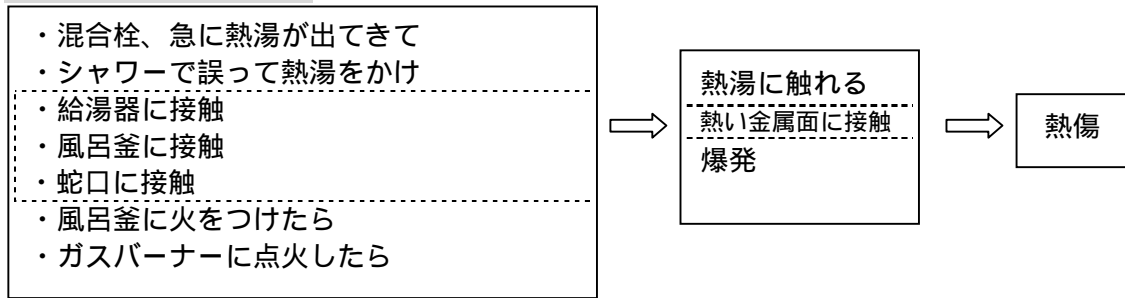 ・混合栓、急に熱湯が出てきて
・シャワーで誤って熱湯をかけ
・給湯器に接触
・風呂釜に接触
・蛇口に接触
・風呂釜に火をつけたら
・ガスバーナーに点火したら
熱湯に触れる
熱い金属面に接触
爆発
熱傷